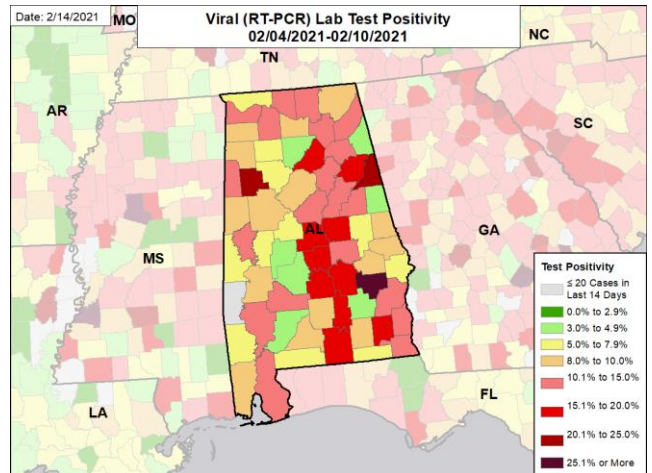 Date: 2/14/2021
Viral (RT-PCR) Lab Test Positivity
02/04/2021-02/10/2021
MO
TN
NC
AR
SC
AL
MS
GA
LA
FL
Test Positivity
≤ 20 Cases in
Last 14 Days
0.0% to 2.9%
3.0% to 4.9%
5.0% to 7.9%
8.0% to 10.0%
10.1% to 15.0%
15.1% to 20.0%
20.1% to 25.0%
25.1% or More